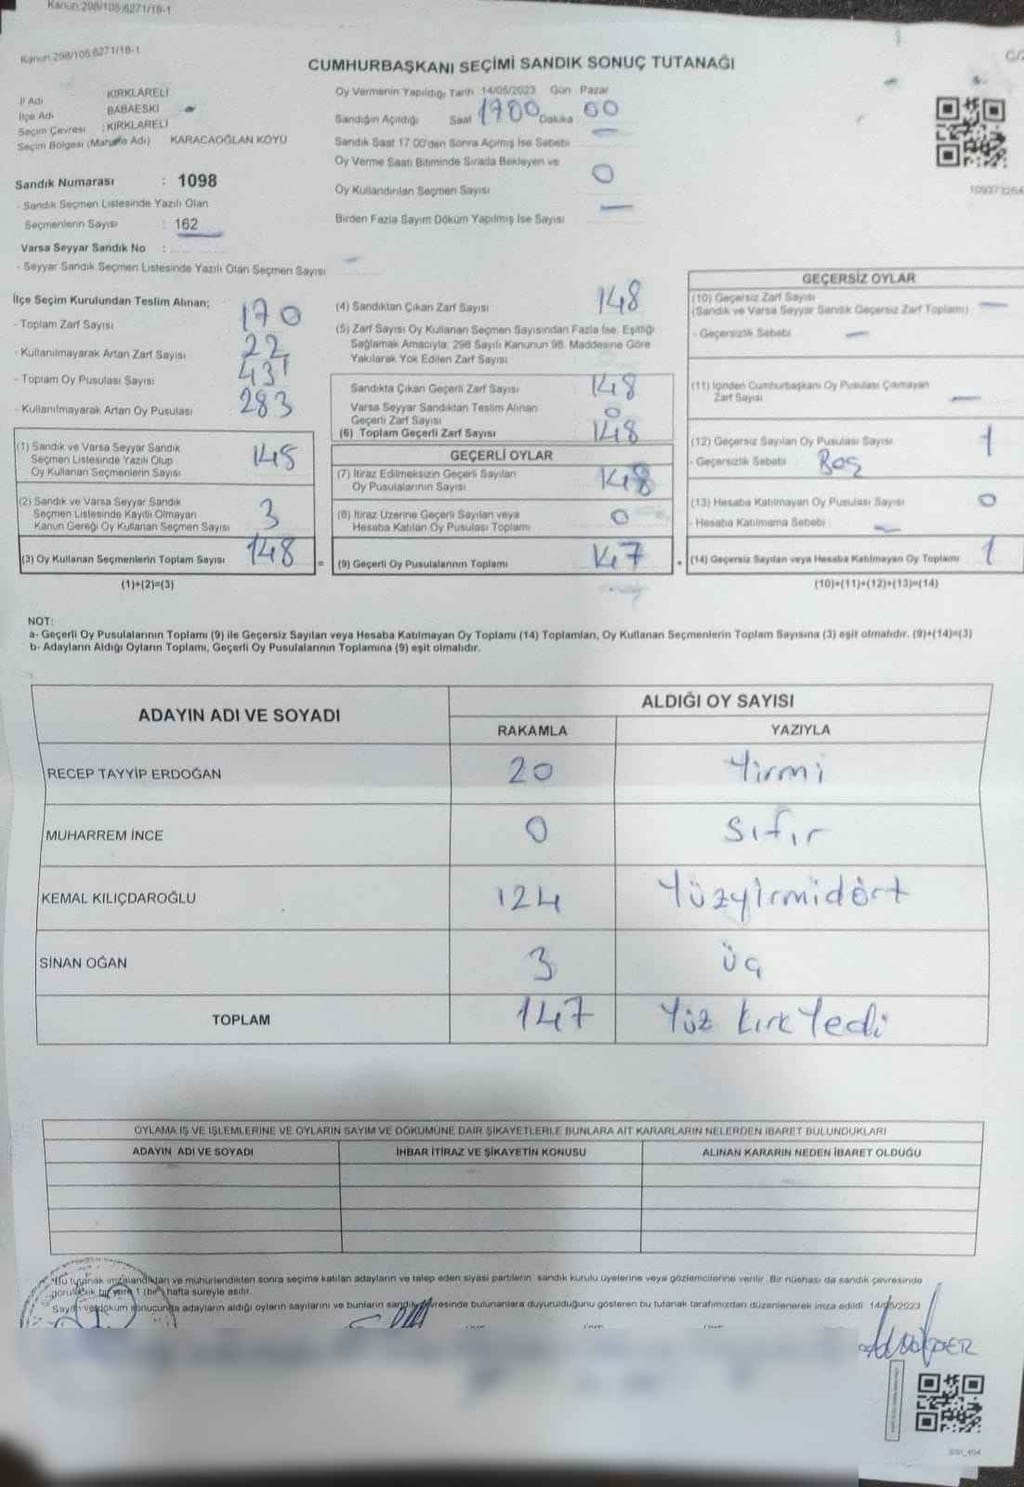 Kanun:298/105;6271/18-1
Kanun:298/105;6271/18-1
CUMHURBAŞKANI SEÇİMİ SANDIK SONUÇ TUTANAĞI
İl Adı KIRKLARELİ
İlçe Adı BABAESKİ
Seçim Çevresi :KIRKLARELİ
Seçim Bölgesi (Mahalle Adı) KARACAOĞLAN KÖYÜ
Sandık Numarası : 1098
- Sandık Seçmen Listesinde Yazılı Olan
Seçmenlerin Sayısı : 162
Varsa Seyyar Sandık No :
- Seyyar Sandık Seçmen Listesinde Yazılı Olan Seçmen Sayısı
Oy Vermenin Yapıldığı Tarih 14/05/2023 Gün Pazar
Sandığın Açıldığı Saat 1700 Dakika 00
Sandık Saat 17:00'den Sonra Açılmış İse Sebebi
Oy Verme Saati Bitiminde Sırada Bekleyen ve
Oy Kullandırılan Seçmen Sayısı 0
Birden Fazla Sayım Döküm Yapılmış İse Sayısı —
İlçe Seçim Kurulundan Teslim Alınan;
- Toplam Zarf Sayısı 170
- Kullanılmayarak Artan Zarf Sayısı 22
- Toplam Oy Pusulası Sayısı 431
- Kullanılmayarak Artan Oy Pusulası 283
(1) Sandık ve Varsa Seyyar Sandık
Seçmen Listesinde Yazılı Olup
Oy Kullanan Seçmenlerin Sayısı 145
(2) Sandık ve Varsa Seyyar Sandık
Seçmen Listesinde Kayıtlı Olmayan
Kanun Gereği Oy Kullanan Seçmen Sayısı 3
(3) Oy Kullanan Seçmenlerin Toplam Sayısı 148
(1)+(2)=(3)
(4) Sandıktan Çıkan Zarf Sayısı 148
(5) Zarf Sayısı Oy Kullanan Seçmen Sayısından Fazla İse, Eşitliği
Sağlamak Amacıyla, 298 Sayılı Kanunun 98. Maddesine Göre
Yakılarak Yok Edilen Zarf Sayısı
Sandıkta Çıkan Geçerli Zarf Sayısı 148
Varsa Seyyar Sandıktan Teslim Alınan
Geçerli Zarf Sayısı 0
(6) Toplam Geçerli Zarf Sayısı 148
GEÇERLİ OYLAR
(7) İtiraz Edilmeksizin Geçerli Sayılan
Oy Pusulalarının Sayısı
(8) İtiraz Üzerine Geçerli Sayılan veya
Hesaba Katılan Oy Pusulası Toplamı 0
= (9) Geçerli Oy Pusulalarının Toplamı 147
GEÇERSİZ OYLAR
(10) Geçersiz Zarf Sayısı
(Sandık ve Varsa Seyyar Sandık Geçersiz Zarf Toplamı) —
- Geçersizlik Sebebi —
(11) İçinden Cumhurbaşkanı Oy Pusulası Çıkmayan
Zarf Sayısı —
(12) Geçersiz Sayılan Oy Pusulası Sayısı 1
- Geçersizlik Sebebi Boş
(13) Hesaba Katılmayan Oy Pusulası Sayısı 0
- Hesaba Katılmama Sebebi —
+ (14) Geçersiz Sayılan veya Hesaba Katılmayan Oy Toplamı 1
(10)+(11)+(12)+(13)=(14)
NOT:
a- Geçerli Oy Pusulalarının Toplamı (9) ile Geçersiz Sayılan veya Hesaba Katılmayan Oy Toplamı (14) Toplamları, Oy Kullanan Seçmenlerin Toplam Sayısına (3) eşit olmalıdır. (9)+(14)=(3)
b- Adayların Aldığı Oyların Toplamı, Geçerli Oy Pusulalarının Toplamına (9) eşit olmalıdır.
ADAYIN ADI VE SOYADI
ALDIĞI OY SAYISI
RAKAMLA YAZIYLA
RECEP TAYYİP ERDOĞAN 20 Yirmi
MUHARREM İNCE 0 Sıfır
KEMAL KILIÇDAROĞLU 124 Yüzyirmidört
SİNAN OĞAN 3 üç
TOPLAM 147 Yüz kırk Yedi
OYLAMA İŞ VE İŞLEMLERİNE VE OYLARIN SAYIM VE DÖKÜMÜNE DAİR ŞİKAYETLERLE BUNLARA AİT KARARLARIN NELERDEN İBARET BULUNDUKLARI
ADAYIN ADI VE SOYADI İHBAR İTİRAZ VE ŞİKAYETİN KONUSU ALINAN KARARIN NEDEN İBARET OLDUĞU
Bu tutanak imzalandıktan ve mühürlendikten sonra seçime katılan adayların ve talep eden siyasi partilerin sandık kurulu üyelerine veya gözlemcilerine verilir. Bir nüshası da sandık çevresinde
görülecek bir yere 1 (bir) hafta süreyle asılır.
Sayım ve döküm sonucunda adayların aldığı oyların sayılarını ve bunların sandık çevresinde bulunanlara duyurulduğunu gösteren bu tutanak tarafımızdan düzenlenerek imza edildi 14/05/2023